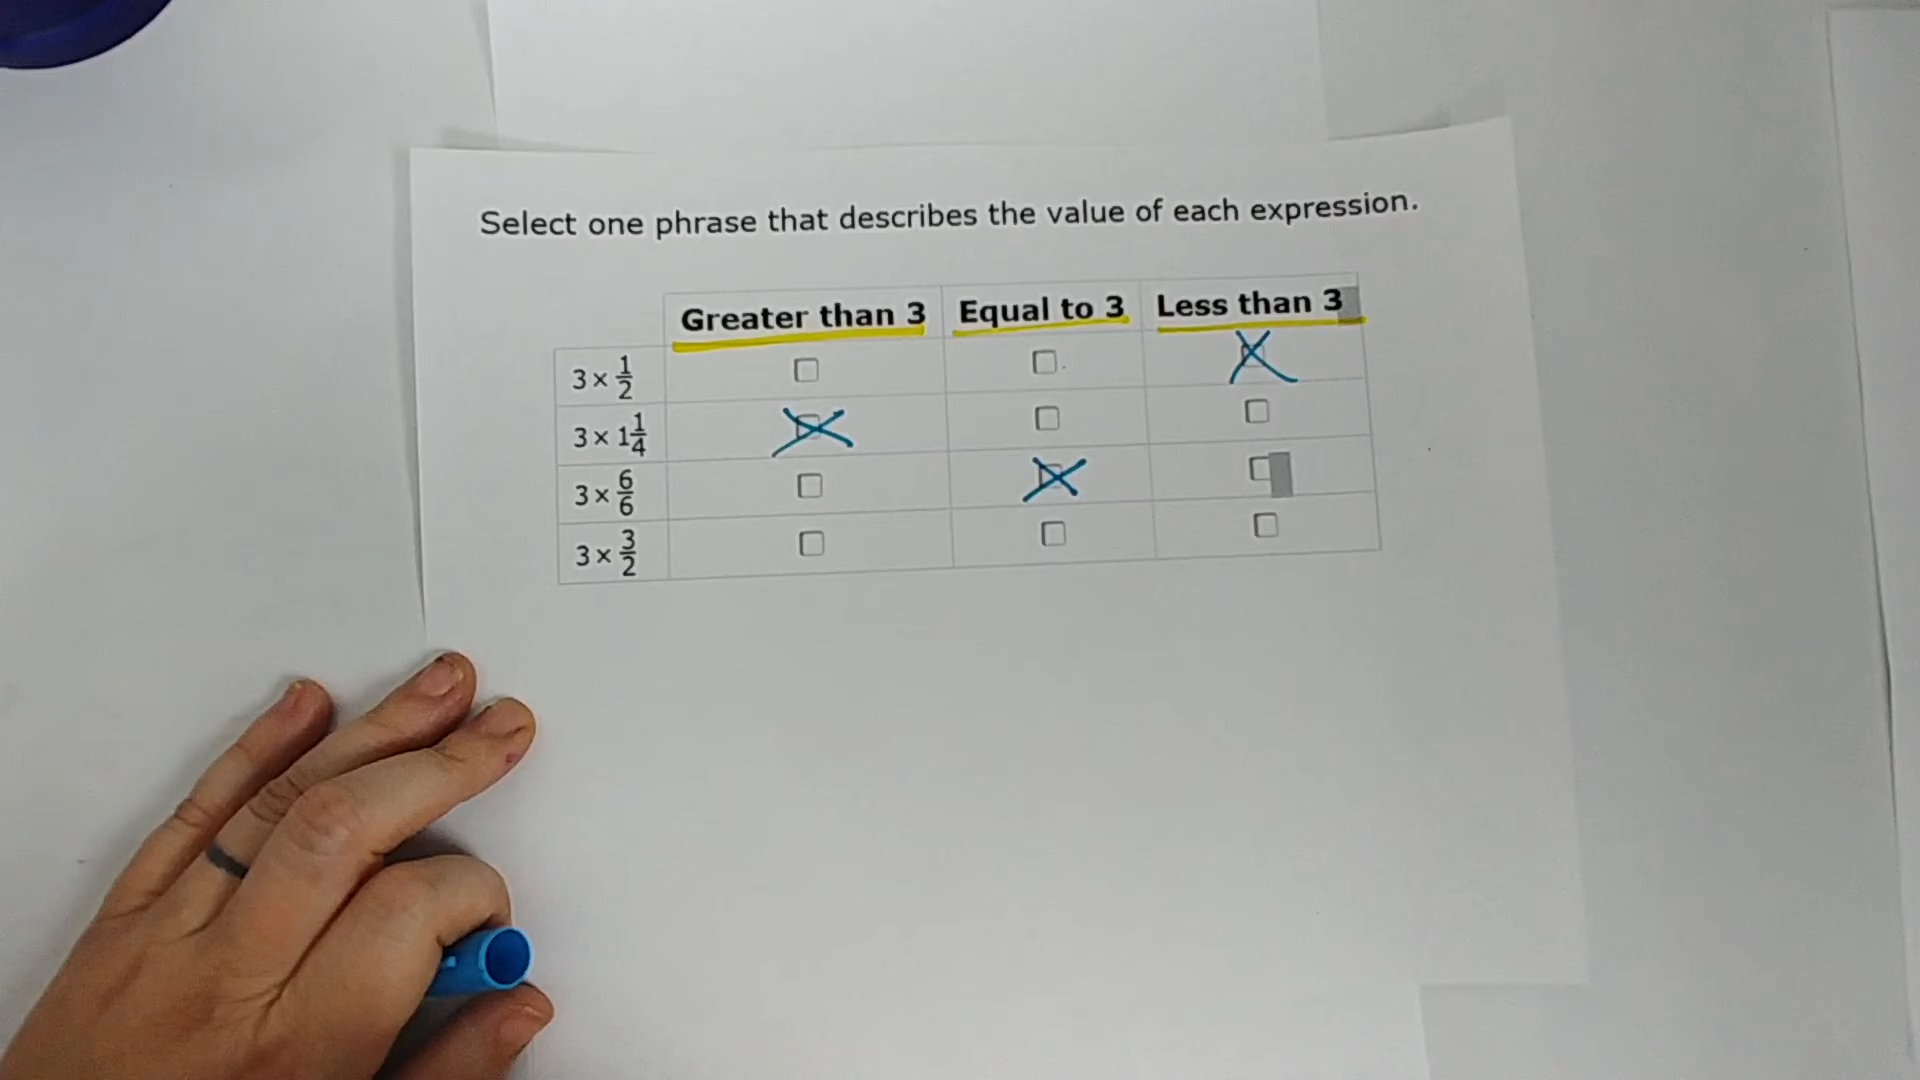 Select one phrase that describes the value of each expression.
Greater than 3 Equal to 3 Less than 3
3 × 1/2 ☐ ☐ ☒
3 × 1 1/4 ☒ ☐ ☐
3 × 6/6 ☐ ☒ ☐
3 × 3/2 ☐ ☐ ☐